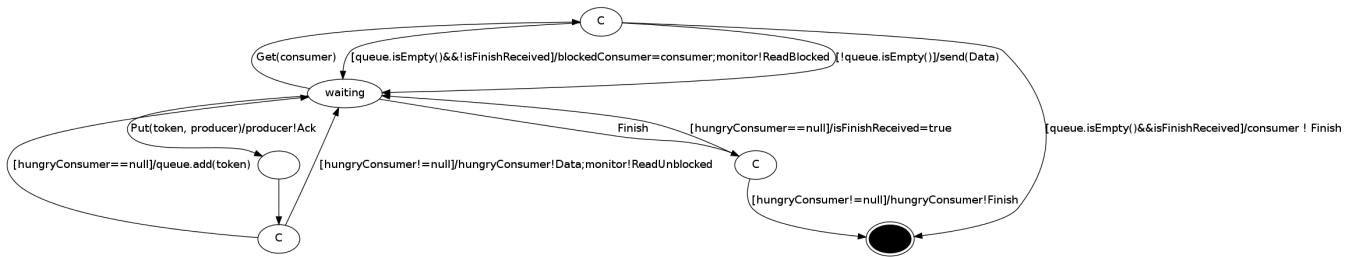 C
Get(consumer)
[queue.isEmpty()&&!isFinishReceived]/blockedConsumer=consumer;monitor!ReadBlocked
[!queue.isEmpty()]/send(Data)
waiting
Put(token, producer)/producer!Ack
Finish
[hungryConsumer==null]/isFinishReceived=true
[queue.isEmpty()&&isFinishReceived]/consumer ! Finish
[hungryConsumer==null]/queue.add(token)
[hungryConsumer!=null]/hungryConsumer!Data;monitor!ReadUnblocked
C
[hungryConsumer!=null]/hungryConsumer!Finish
C